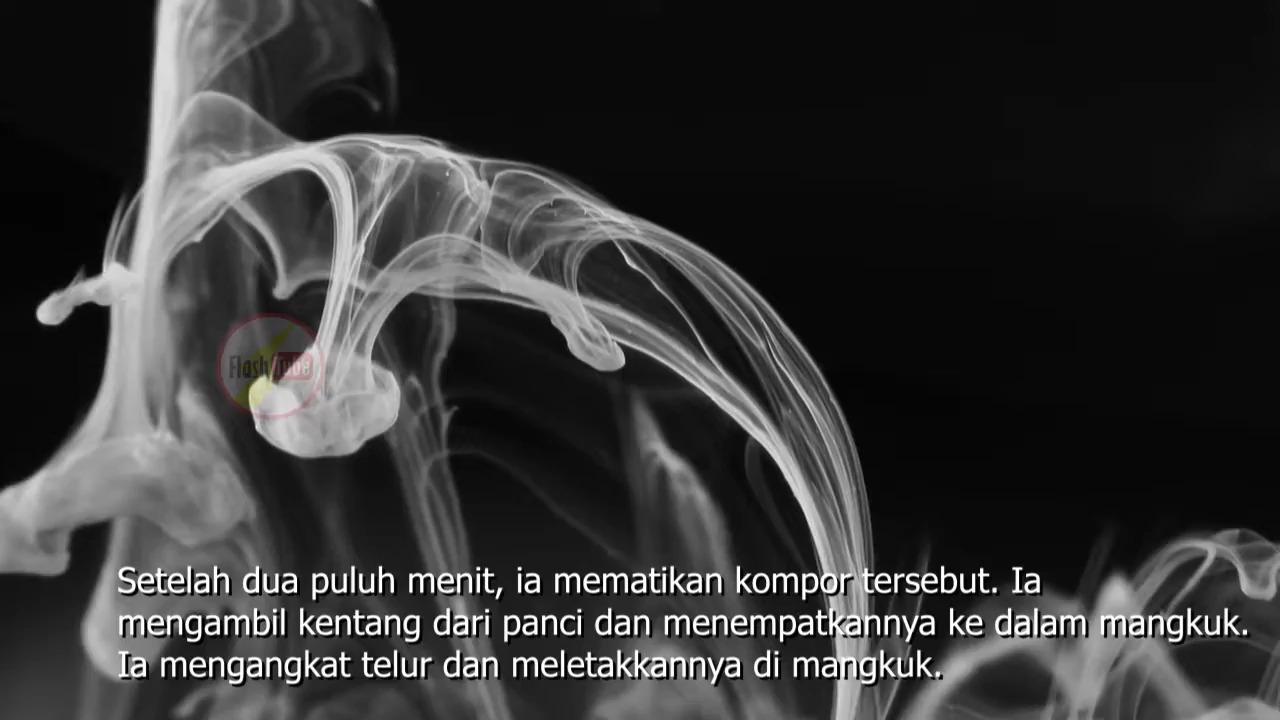 FlashTube
Setelah dua puluh menit, ia mematikan kompor tersebut. Ia
mengambil kentang dari panci dan menempatkannya ke dalam mangkuk.
Ia mengangkat telur dan meletakkannya di mangkuk.